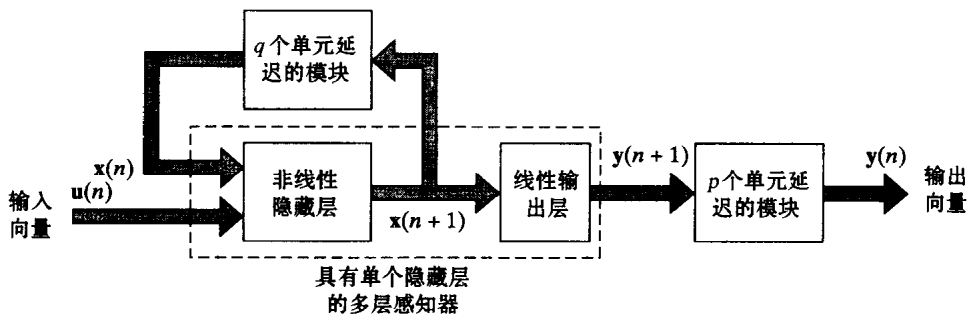 q个单元延
迟的模块
x(n)
u(n)
输入
向量
非线性
隐藏层
x(n+1)
线性输
出层
y(n+1)
p个单元延
迟的模块
y(n)
输出
向量
具有单个隐藏层
的多层感知器